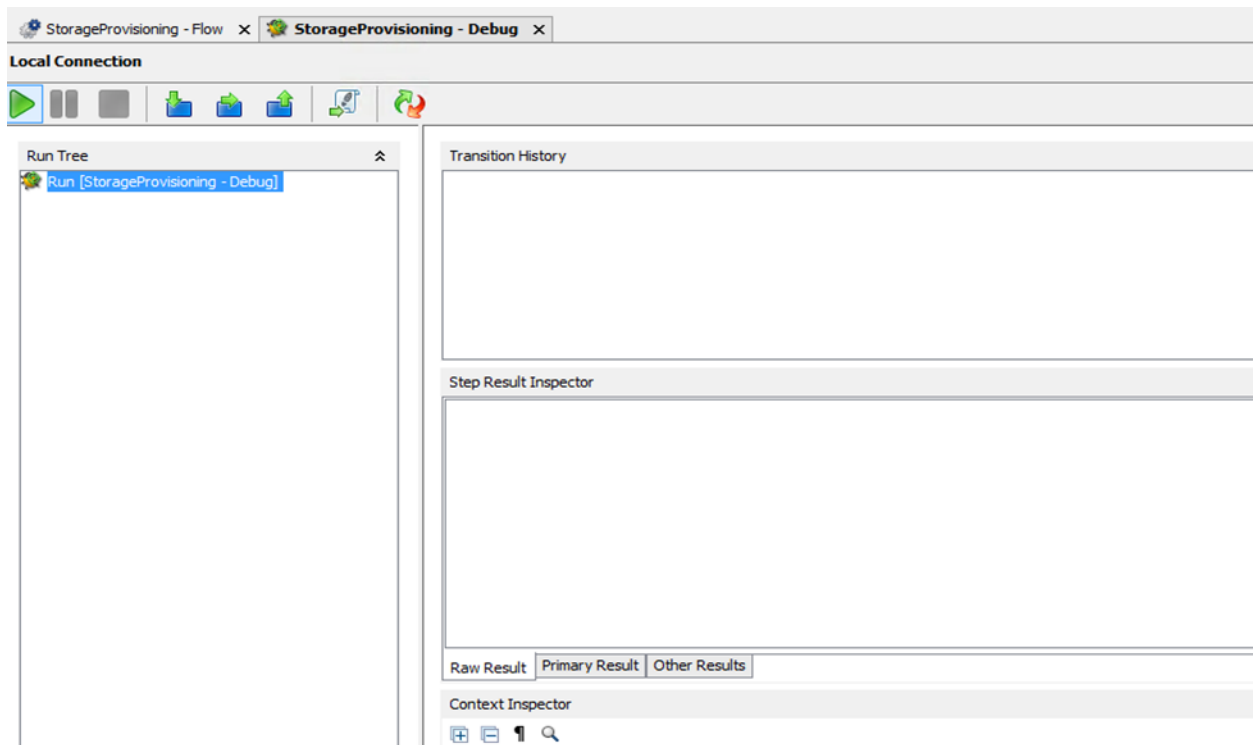 StorageProvisioning - Flow
StorageProvisioning - Debug
Local Connection
Run Tree
Run [StorageProvisioning - Debug]
Transition History
Step Result Inspector
Raw Result
Primary Result
Other Results
Context Inspector